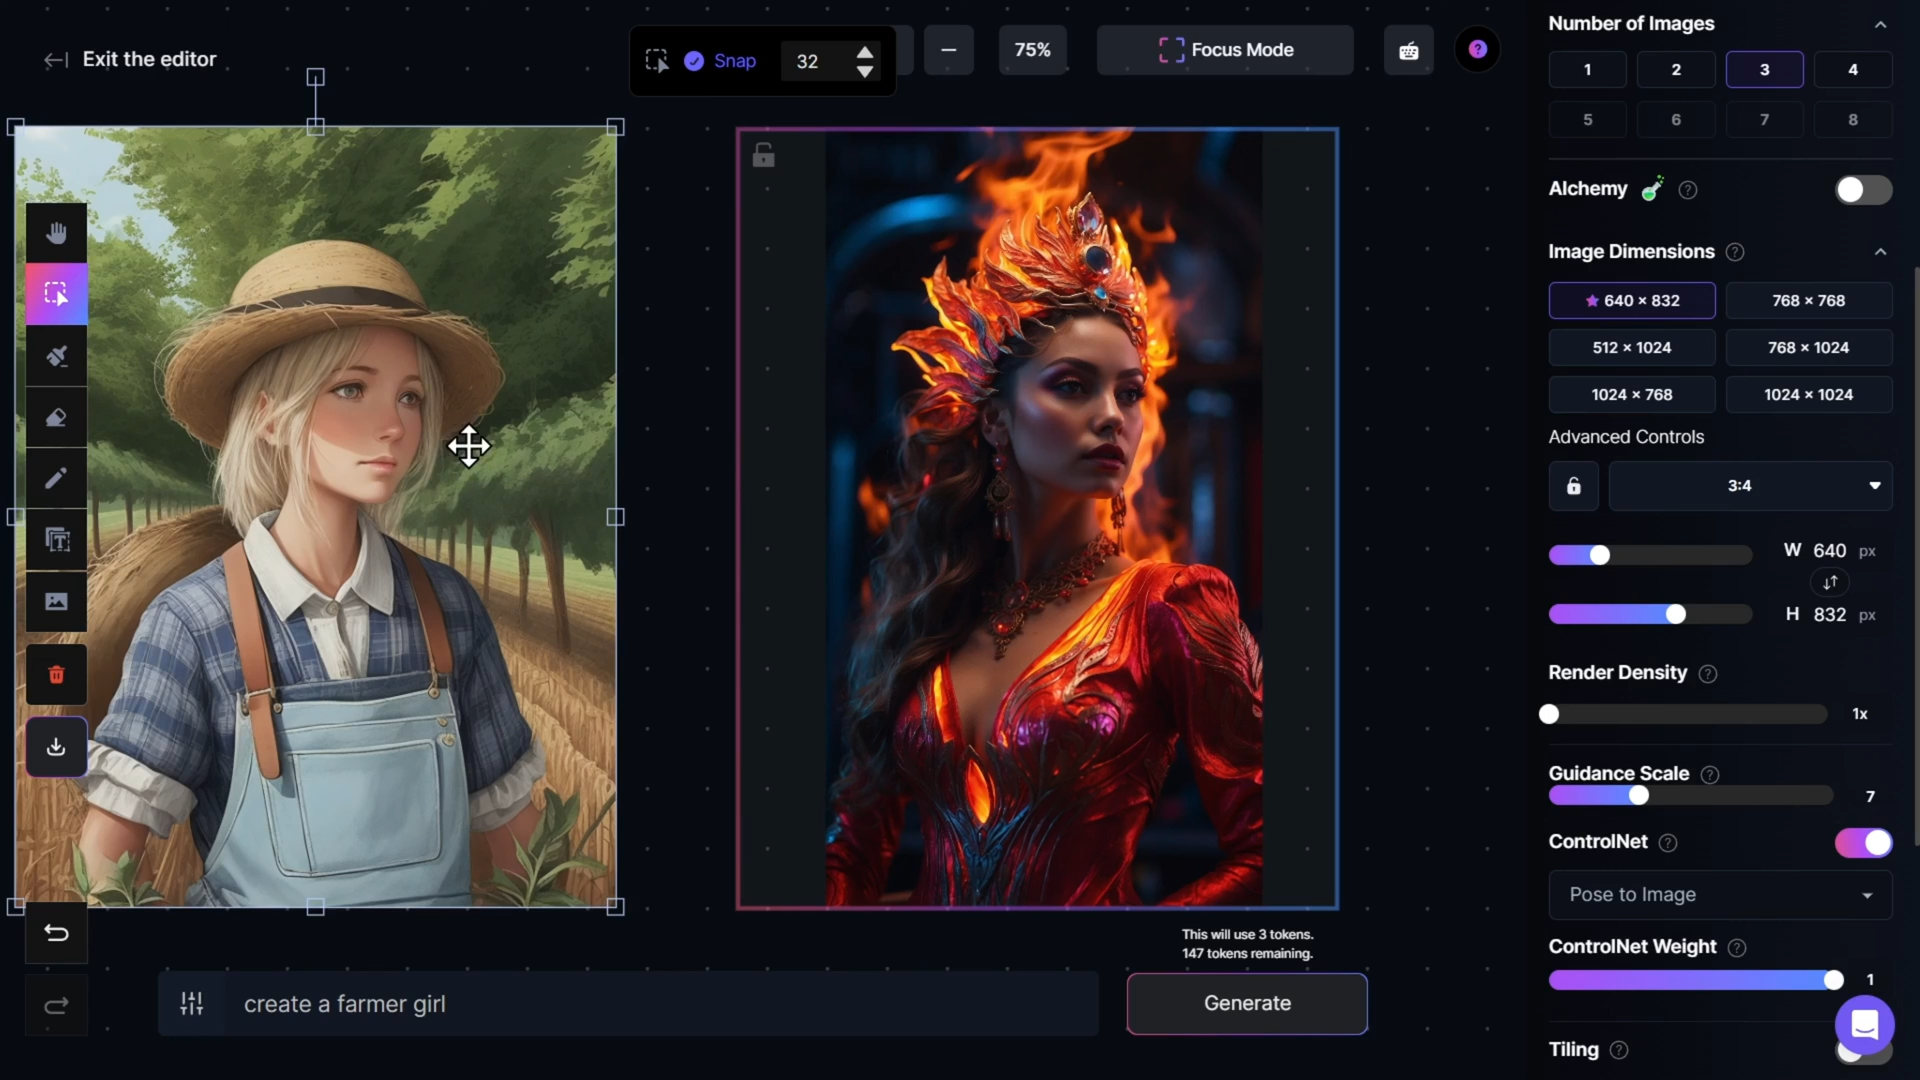 Exit the editor
Snap
32
75%
Focus Mode
?
Number of Images
1 2 3 4
5 6 7 8
Alchemy ?
Image Dimensions ?
640 × 832 768 × 768
512 × 1024 768 × 1024
1024 × 768 1024 × 1024
Advanced Controls
3:4
W 640 px
H 832 px
Render Density ?
1x
Guidance Scale ?
7
ControlNet ?
Pose to Image
ControlNet Weight ?
1
Tiling ?
T
This will use 3 tokens.
147 tokens remaining.
create a farmer girl
Generate